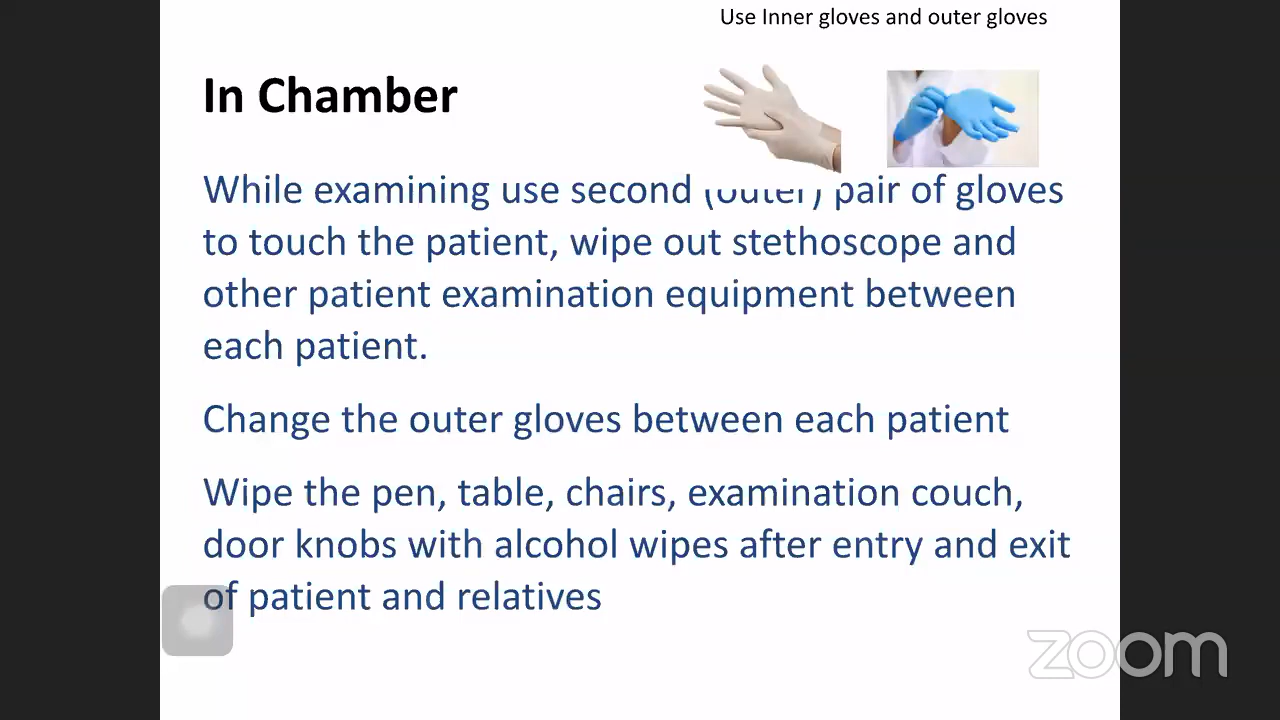 Use Inner gloves and outer gloves
In Chamber
While examining use second (outer) pair of gloves
to touch the patient, wipe out stethoscope and
other patient examination equipment between
each patient.
Change the outer gloves between each patient
Wipe the pen, table, chairs, examination couch,
door knobs with alcohol wipes after entry and exit
of patient and relatives
zoom